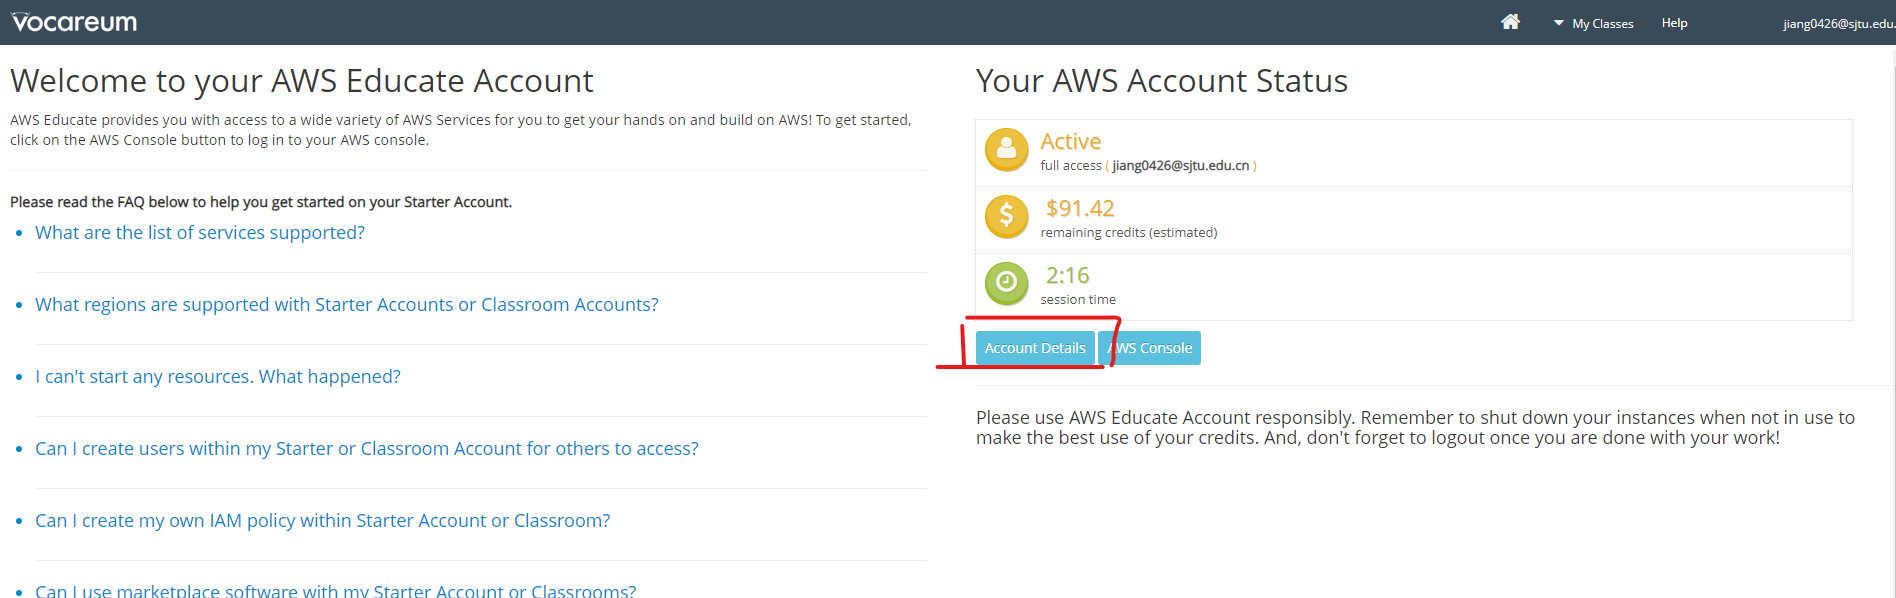 Vocareum
My Classes
Help
jiang0426@sjtu.edu.
Welcome to your AWS Educate Account
AWS Educate provides you with access to a wide variety of AWS Services for you to get your hands on and build on AWS! To get started,
click on the AWS Console button to log in to your AWS console.
Please read the FAQ below to help you get started on your Starter Account.
What are the list of services supported?
What regions are supported with Starter Accounts or Classroom Accounts?
I can't start any resources. What happened?
Can I create users within my Starter or Classroom Account for others to access?
Can I create my own IAM policy within Starter Account or Classroom?
Can I use marketplace software with my Starter Account or Classrooms?
Your AWS Account Status
Active
full access ( jiang0426@sjtu.edu.cn )
$91.42
remaining credits (estimated)
2:16
session time
Account Details
AWS Console
Please use AWS Educate Account responsibly. Remember to shut down your instances when not in use to
make the best use of your credits. And, don't forget to logout once you are done with your work!